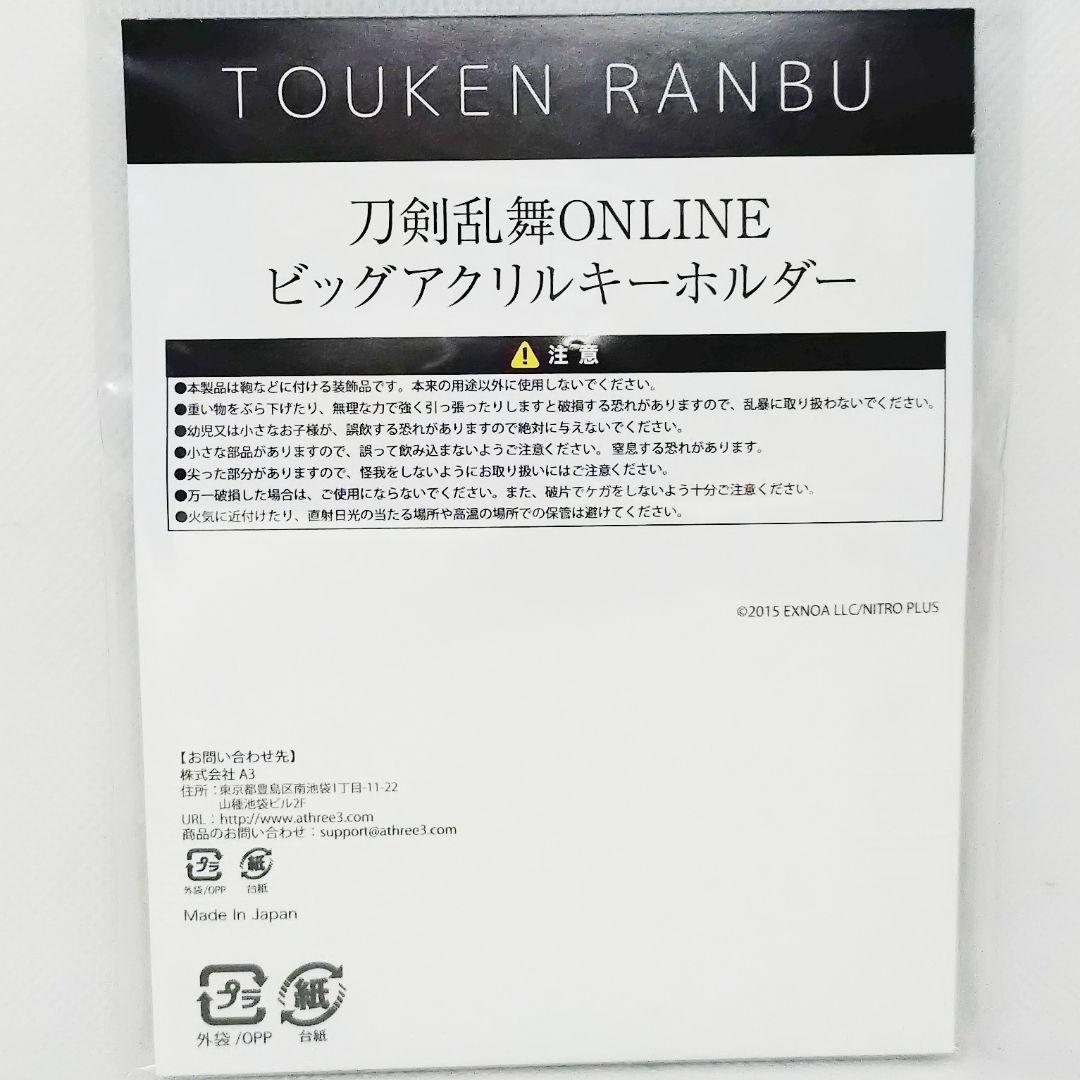 TOUKEN RANBU
刀剣乱舞ONLINE
ビッグアクリルキーホルダー
注意
●本製品は鞄などに付ける装飾品です。本来の用途以外に使用しないでください。
●重い物をぶら下げたり、無理な力で強く引っ張ったりしますと破損する恐れがありますので、乱暴に取り扱わないでください。
●幼児又は小さなお子様が、誤飲する恐れがありますので絶対に与えないでください。
●小さな部品がありますので、誤って飲み込まないようご注意ください。窒息する恐れがあります。
●尖った部分がありますので、怪我をしないようにお取り扱いにはご注意ください。
●万一破損した場合は、ご使用にならないでください。また、破片でケガをしないよう十分ご注意ください。
●火気に近付けたり、直射日光の当たる場所や高温の場所での保管は避けてください。
©2015 EXNOA LLC/NITRO PLUS
【お問い合わせ先】
株式会社 A3
住所：東京都豊島区南池袋1丁目-11-22
山種池袋ビル2F
URL：http://www.athree3.com
商品のお問い合わせ：support@athree3.com
プラ 紙
外袋/OPP 台紙
Made In Japan
プラ 紙
外袋/OPP 台紙